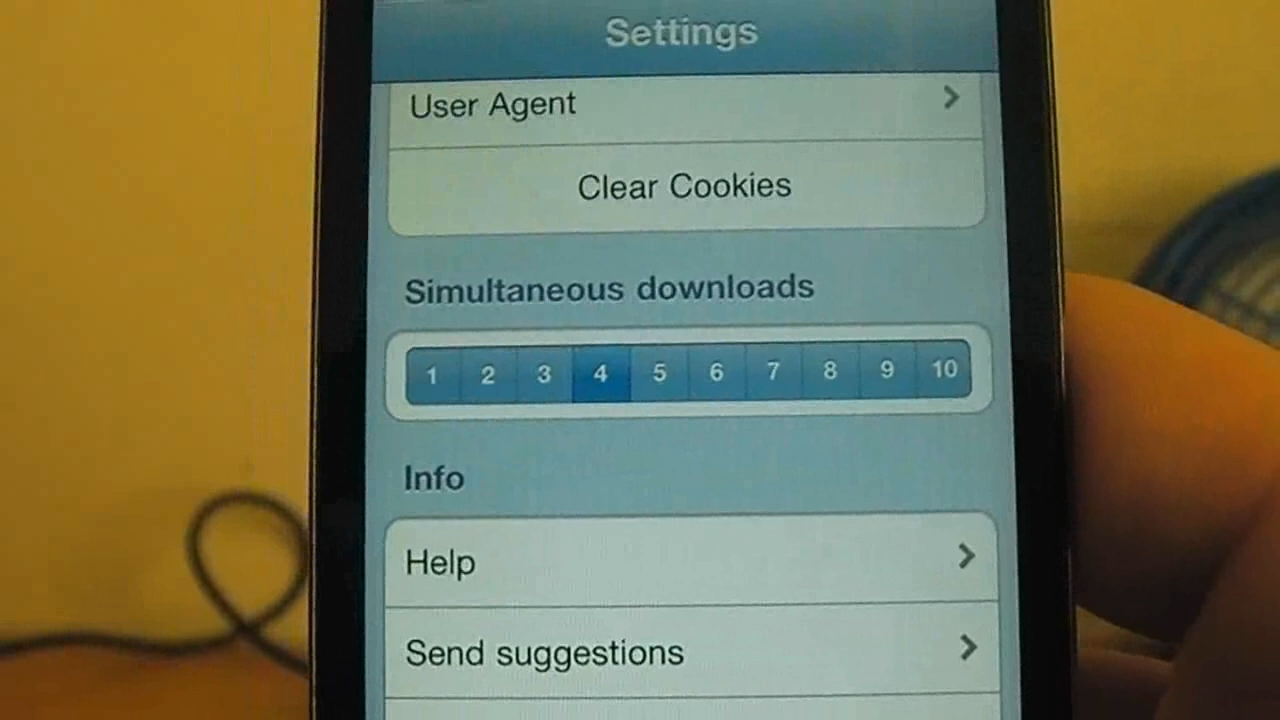 Settings
User Agent
Clear Cookies
Simultaneous downloads
1 2 3 4 5 6 7 8 9 10
Info
Help
Send suggestions